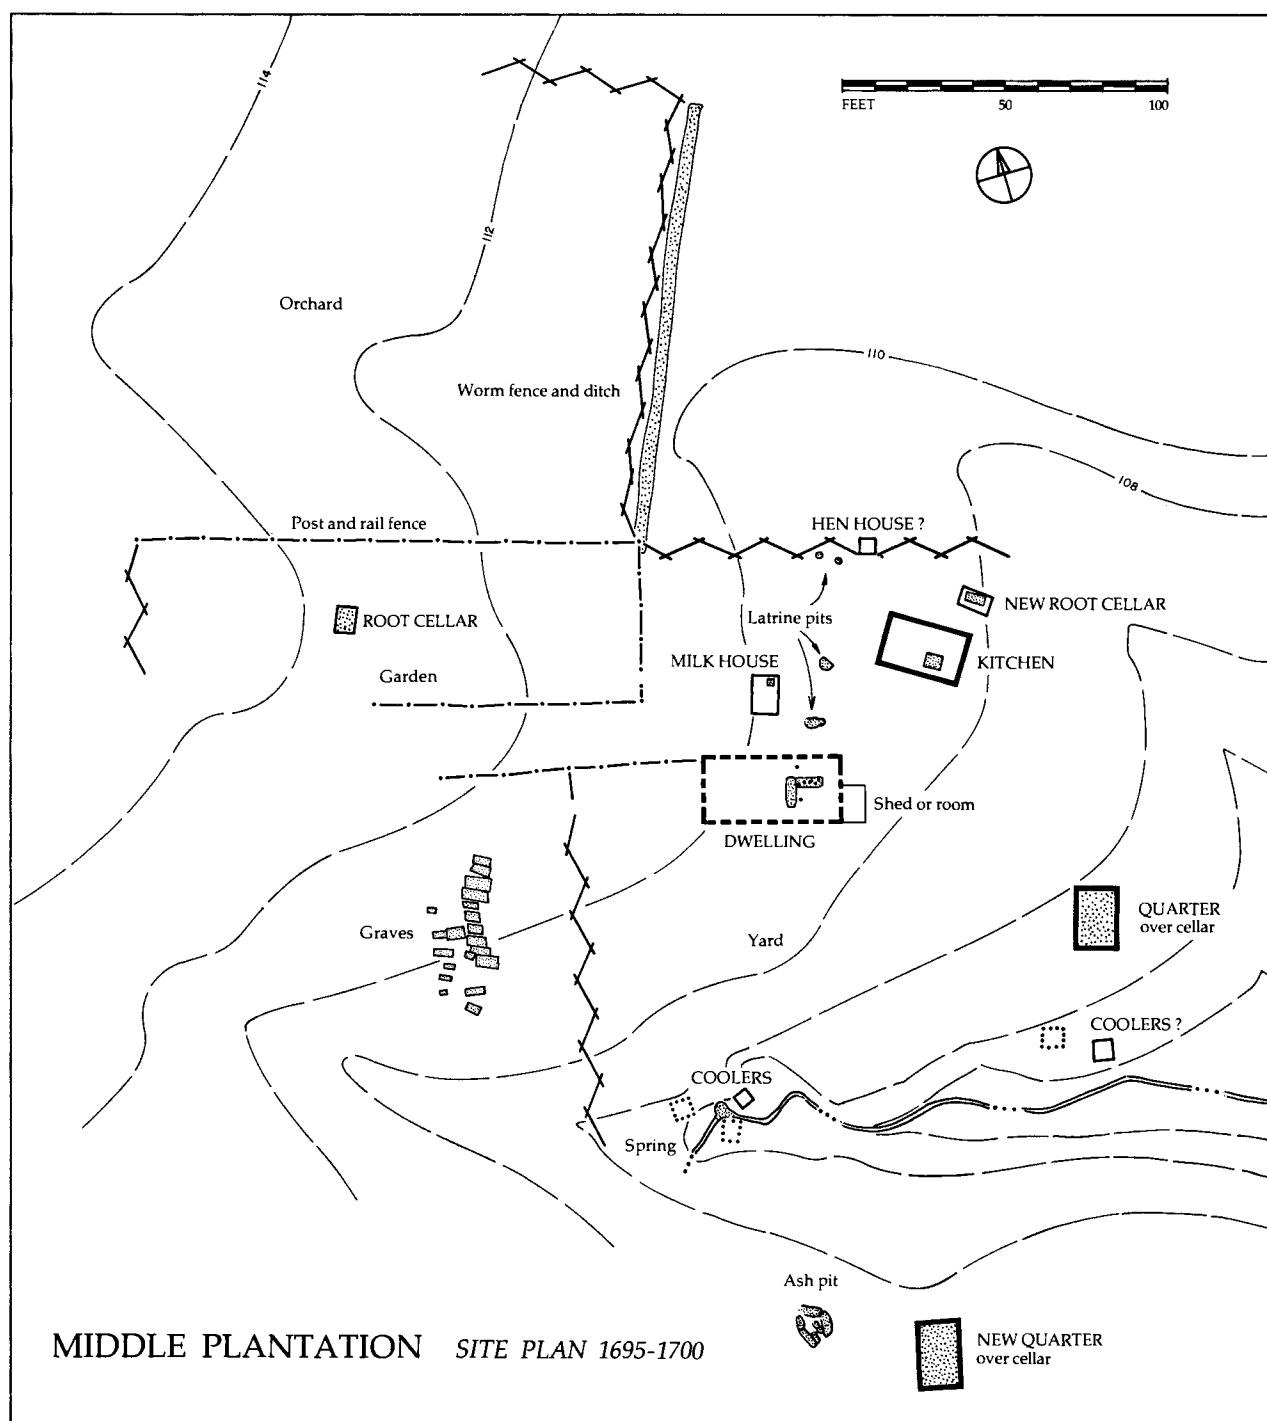 114
FEET 50 100
112
Orchard
110
Worm fence and ditch
108
Post and rail fence
HEN HOUSE ?
NEW ROOT CELLAR
ROOT CELLAR
Latrine pits
MILK HOUSE
KITCHEN
Garden
Shed or room
DWELLING
QUARTER
over cellar
Graves
Yard
COOLERS ?
COOLERS
Spring
Ash pit
MIDDLE PLANTATION SITE PLAN 1695-1700
NEW QUARTER
over cellar